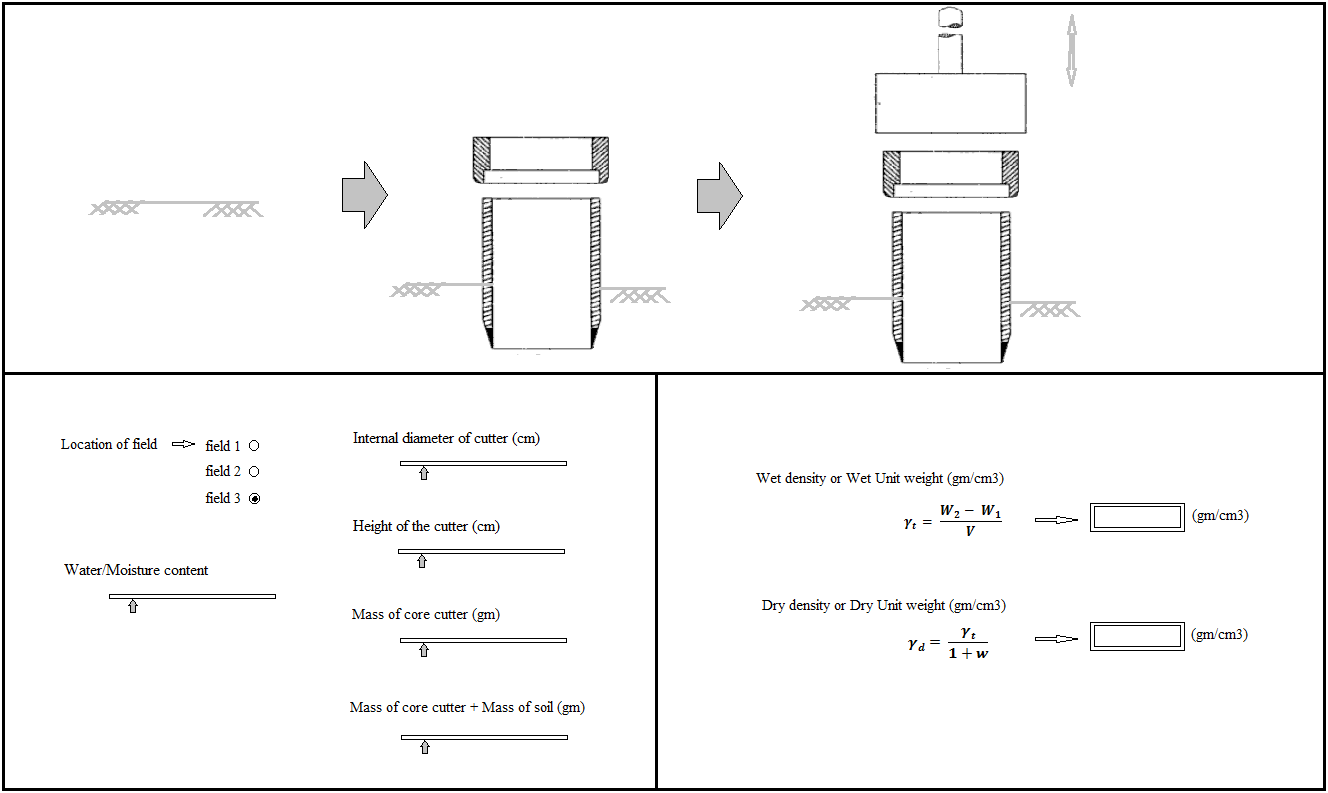 Location of field
field 1
field 2
field 3
Water/Moisture content
Internal diameter of cutter (cm)
Height of the cutter (cm)
Mass of core cutter (gm)
Mass of core cutter + Mass of soil (gm)
Wet density or Wet Unit weight (gm/cm3)
γt = W2 − W1 / V
(gm/cm3)
Dry density or Dry Unit weight (gm/cm3)
γd = γt / 1 + w
(gm/cm3)